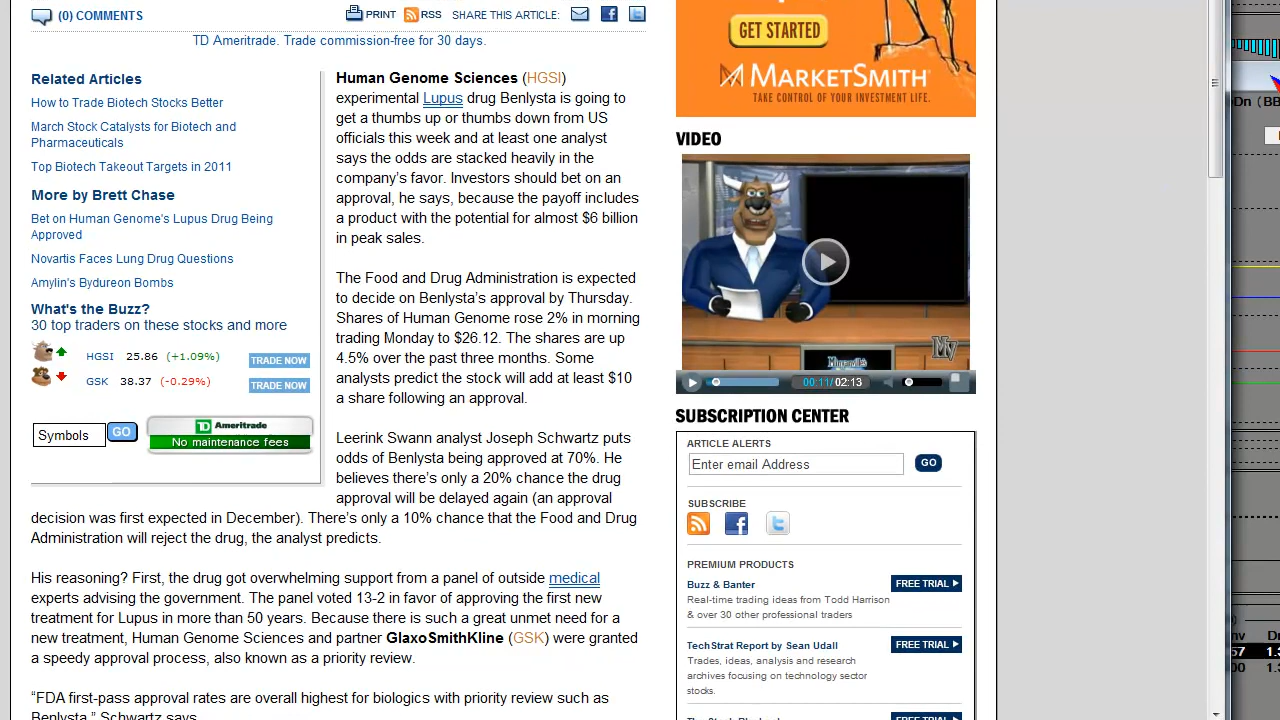 (0) COMMENTS
PRINT RSS SHARE THIS ARTICLE:
TD Ameritrade. Trade commission-free for 30 days.
Related Articles
How to Trade Biotech Stocks Better
March Stock Catalysts for Biotech and
Pharmaceuticals
Top Biotech Takeout Targets in 2011
More by Brett Chase
Bet on Human Genome's Lupus Drug Being
Approved
Novartis Faces Lung Drug Questions
Amylin's Bydureon Bombs
What's the Buzz?
30 top traders on these stocks and more
HGSI 25.86 (+1.09%) TRADE NOW
GSK 38.37 (-0.29%) TRADE NOW
Symbols GO
TD Ameritrade
No maintenance fees
Human Genome Sciences (HGSI)
experimental Lupus drug Benlysta is going to
get a thumbs up or thumbs down from US
officials this week and at least one analyst
says the odds are stacked heavily in the
company's favor. Investors should bet on an
approval, he says, because the payoff includes
a product with the potential for almost $6 billion
in peak sales.
The Food and Drug Administration is expected
to decide on Benlysta's approval by Thursday.
Shares of Human Genome rose 2% in morning
trading Monday to $26.12. The shares are up
4.5% over the past three months. Some
analysts predict the stock will add at least $10
a share following an approval.
Leerink Swann analyst Joseph Schwartz puts
odds of Benlysta being approved at 70%. He
believes there's only a 20% chance the drug
approval will be delayed again (an approval
decision was first expected in December). There's only a 10% chance that the Food and Drug
Administration will reject the drug, the analyst predicts.
His reasoning? First, the drug got overwhelming support from a panel of outside medical
experts advising the government. The panel voted 13-2 in favor of approving the first new
treatment for Lupus in more than 50 years. Because there is such a great unmet need for a
new treatment, Human Genome Sciences and partner GlaxoSmithKline (GSK) were granted
a speedy approval process, also known as a priority review.
“FDA first-pass approval rates are overall highest for biologics with priority review such as
Benlysta,” Schwartz says
GET STARTED
MARKETSMITH
TAKE CONTROL OF YOUR INVESTMENT LIFE.
VIDEO
00:11/02:13
SUBSCRIPTION CENTER
ARTICLE ALERTS
Enter email Address GO
SUBSCRIBE
PREMIUM PRODUCTS
Buzz & Banter FREE TRIAL
Real-time trading ideas from Todd Harrison
& over 30 other professional traders
TechStrat Report by Sean Udall FREE TRIAL
Trades, ideas, analysis and research
archives focusing on technology sector
stocks.